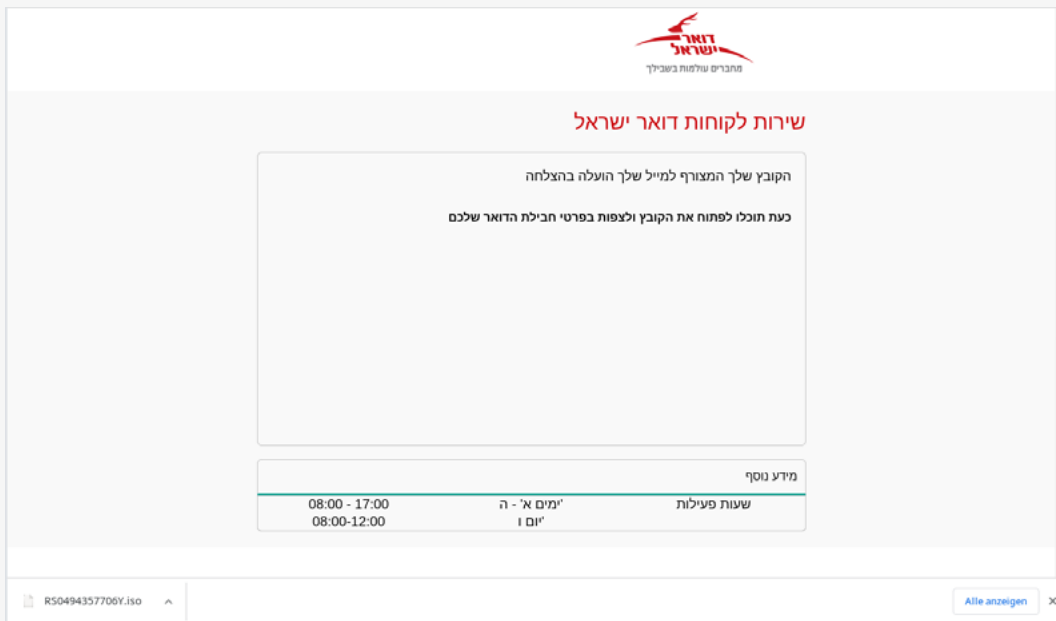 דואר
ישראל
מחברים עולמות בשבילך
שירות לקוחות דואר ישראל
הקובץ שלך המצורף למייל שלך הועלה בהצלחה
כעת תוכלו לפתוח את הקובץ ולצפות בפרטי חבילת הדואר שלכם
מידע נוסף
שעות פעילות 'ימים א' - ה 08:00 - 17:00
'יום ו 08:00-12:00
RS0494357706Y.iso
Alle anzeigen